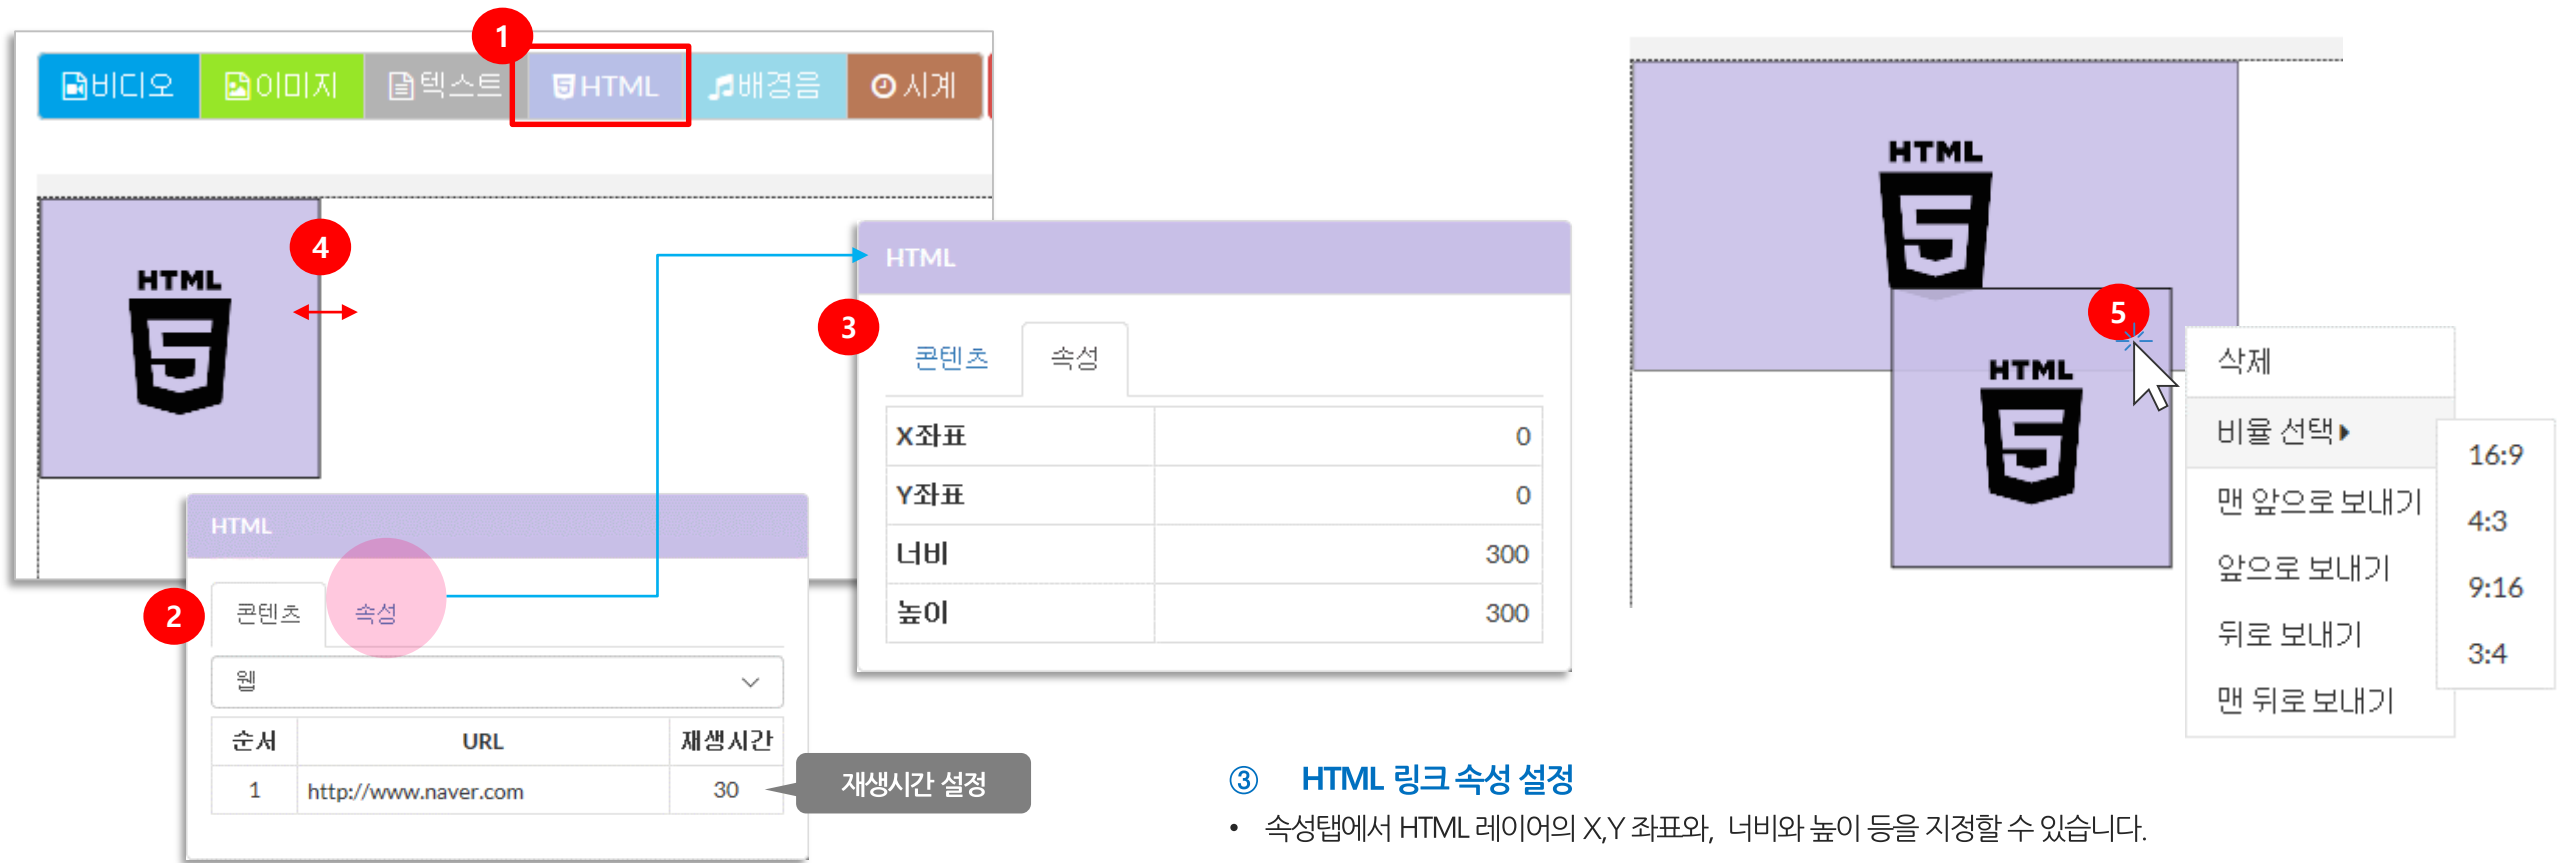 1
비디오 이미지 텍스트 HTML 배경음 시계
4
HTML
HTML
2
콘텐츠 속성
웹
순서 URL 재생시간
1 http://www.naver.com 30
재생시간 설정
HTML
3
콘텐츠 속성
X좌표 0
Y좌표 0
너비 300
높이 300
HTML
5
HTML
삭제
비율 선택
맨 앞으로 보내기
앞으로 보내기
뒤로 보내기
맨 뒤로 보내기
16:9
4:3
9:16
3:4
③ HTML 링크 속성 설정
• 속성탭에서 HTML 레이어의 X,Y 좌표와, 너비와 높이 등을 지정할 수 있습니다.